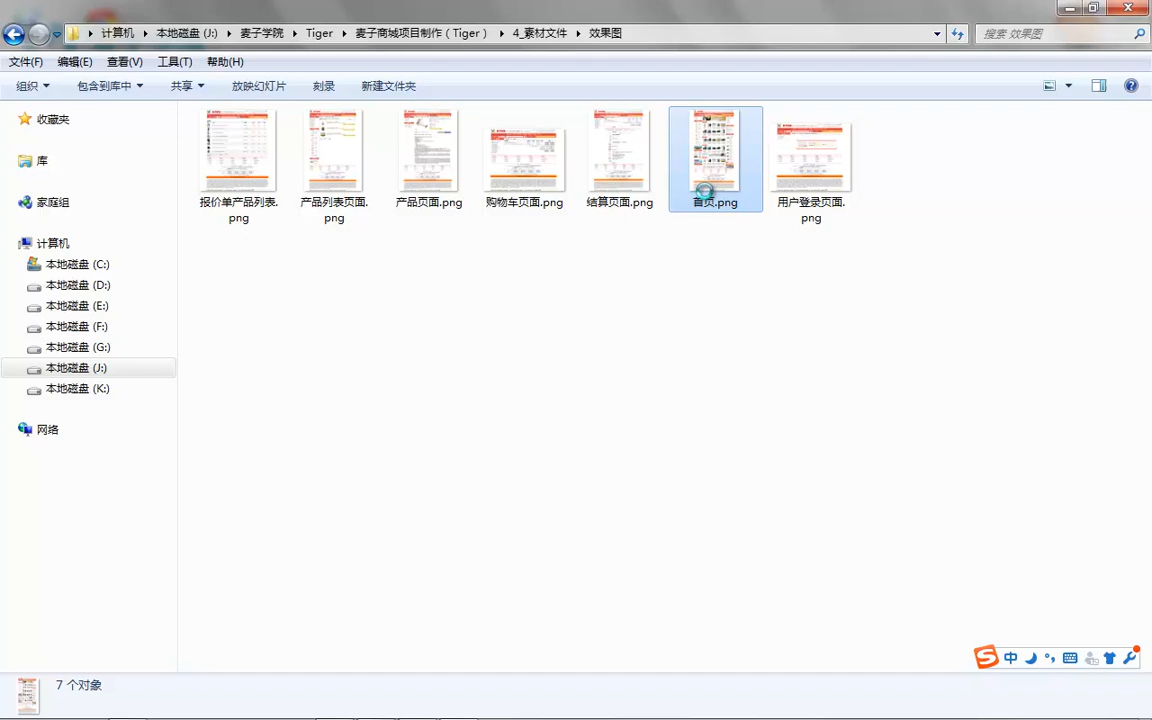 计算机 本地磁盘 (J:) 麦子学院 Tiger 麦子商城项目制作（Tiger） 4_素材文件 效果图
搜索 效果图
文件(F) 编辑(E) 查看(V) 工具(T) 帮助(H)
组织 包含到库中 共享 放映幻灯片 刻录 新建文件夹
收藏夹
库
家庭组
计算机
本地磁盘 (C:)
本地磁盘 (D:)
本地磁盘 (E:)
本地磁盘 (F:)
本地磁盘 (G:)
本地磁盘 (J:)
本地磁盘 (K:)
网络
报价单产品列表.
png
产品列表页面.
png
产品页面.png
购物车页面.png
结算页面.png
首页.png
用户登录页面.
png
中
7 个对象